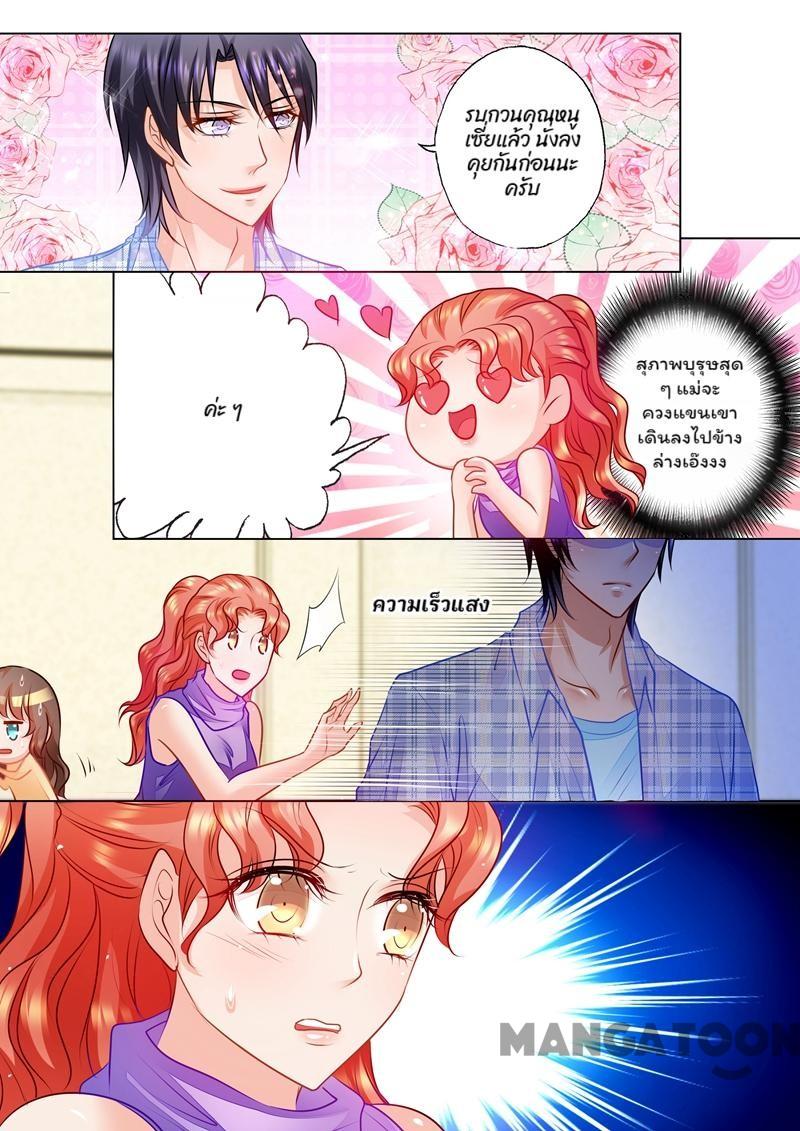 รบกวนคุณหนู
เซี่ยแล้ว นั่งลง
คุยกันก่อนนะ
ครับ
ค่ะ ๆ
สุภาพบุรุษสุด
ๆ แม่จะ
ควงแขนเขา
เดินลงไปข้าง
ล่างเอ๊งงง
ความเร็วแสง
MANGATOON